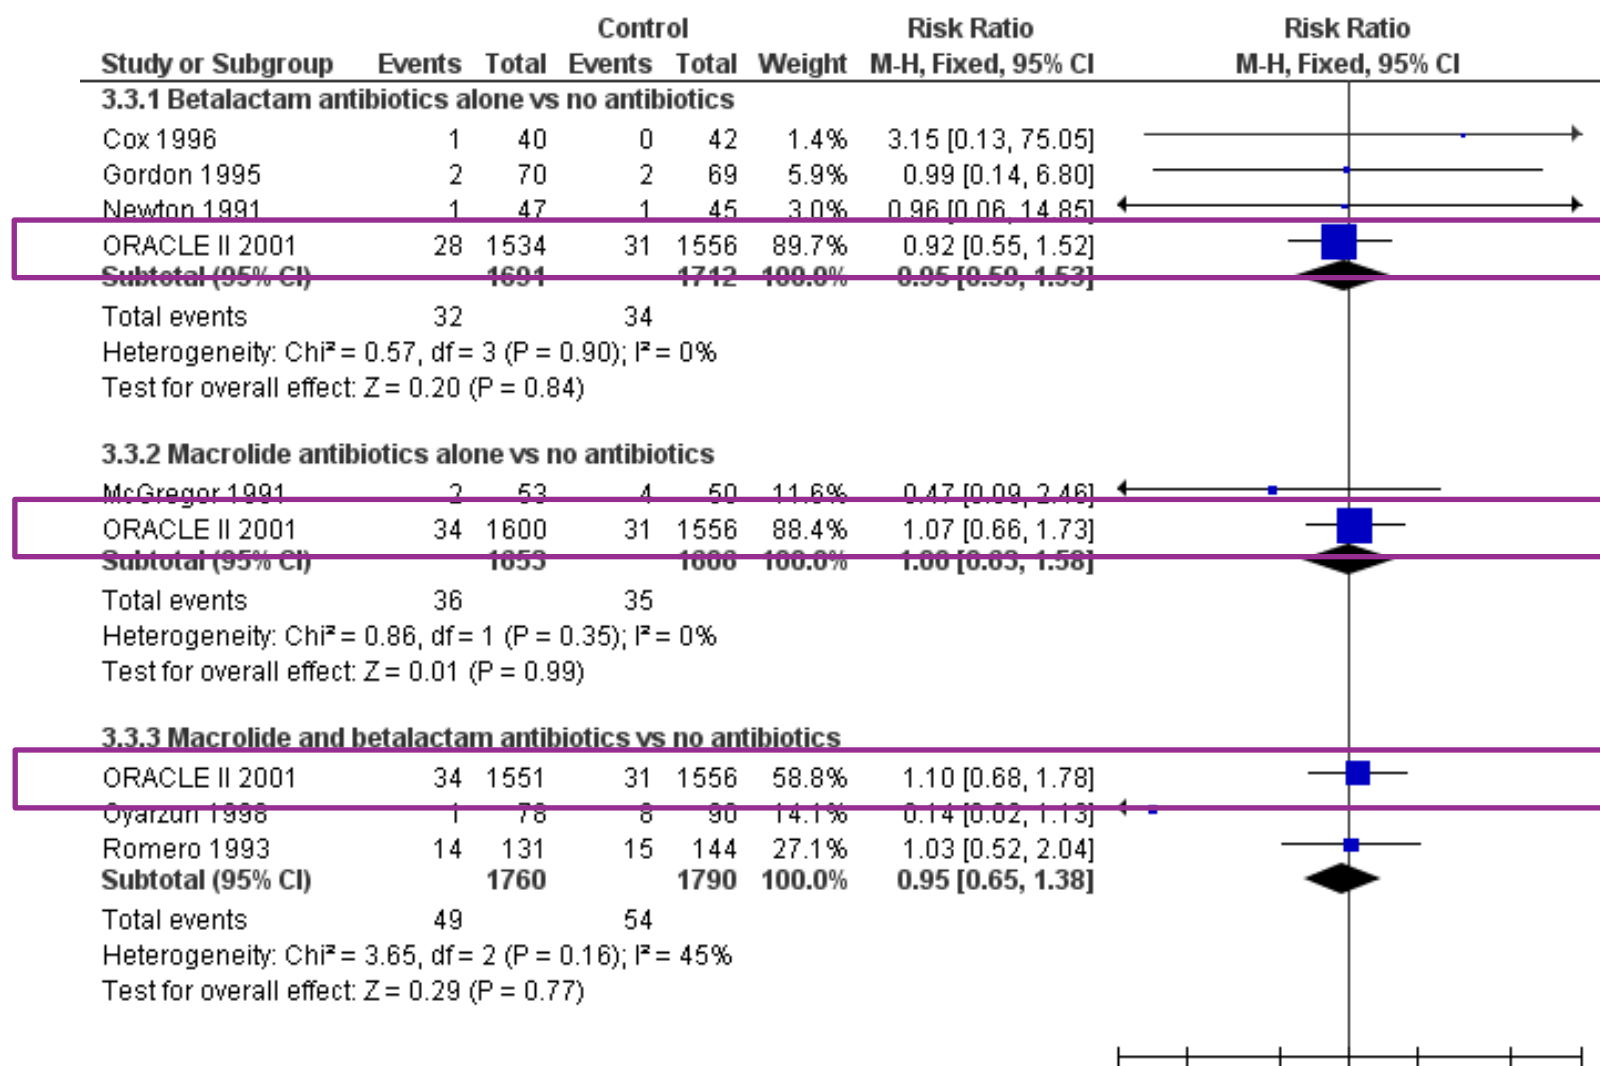 Control Risk Ratio Risk Ratio
Study or Subgroup Events Total Events Total Weight M-H, Fixed, 95% CI M-H, Fixed, 95% CI
3.3.1 Betalactam antibiotics alone vs no antibiotics
Cox 1996 1 40 0 42 1.4% 3.15 [0.13, 75.05]
Gordon 1995 2 70 2 69 5.9% 0.99 [0.14, 6.80]
Newton 1991 1 47 1 45 3.0% 0.96 [0.06, 14.85]
ORACLE II 2001 28 1534 31 1556 89.7% 0.92 [0.55, 1.52]
Subtotal (95% CI) 1691 1712 100.0% 0.95 [0.59, 1.53]
Total events 32 34
Heterogeneity: Chi² = 0.57, df = 3 (P = 0.90); I² = 0%
Test for overall effect: Z = 0.20 (P = 0.84)
3.3.2 Macrolide antibiotics alone vs no antibiotics
McGregor 1991 2 53 4 50 11.6% 0.47 [0.09, 2.46]
ORACLE II 2001 34 1600 31 1556 88.4% 1.07 [0.66, 1.73]
Subtotal (95% CI) 1653 1606 100.0% 1.00 [0.63, 1.58]
Total events 36 35
Heterogeneity: Chi² = 0.86, df = 1 (P = 0.35); I² = 0%
Test for overall effect: Z = 0.01 (P = 0.99)
3.3.3 Macrolide and betalactam antibiotics vs no antibiotics
ORACLE II 2001 34 1551 31 1556 58.8% 1.10 [0.68, 1.78]
Oyarzun 1998 1 78 8 90 14.1% 0.14 [0.02, 1.13]
Romero 1993 14 131 15 144 27.1% 1.03 [0.52, 2.04]
Subtotal (95% CI) 1760 1790 100.0% 0.95 [0.65, 1.38]
Total events 49 54
Heterogeneity: Chi² = 3.65, df = 2 (P = 0.16); I² = 45%
Test for overall effect: Z = 0.29 (P = 0.77)